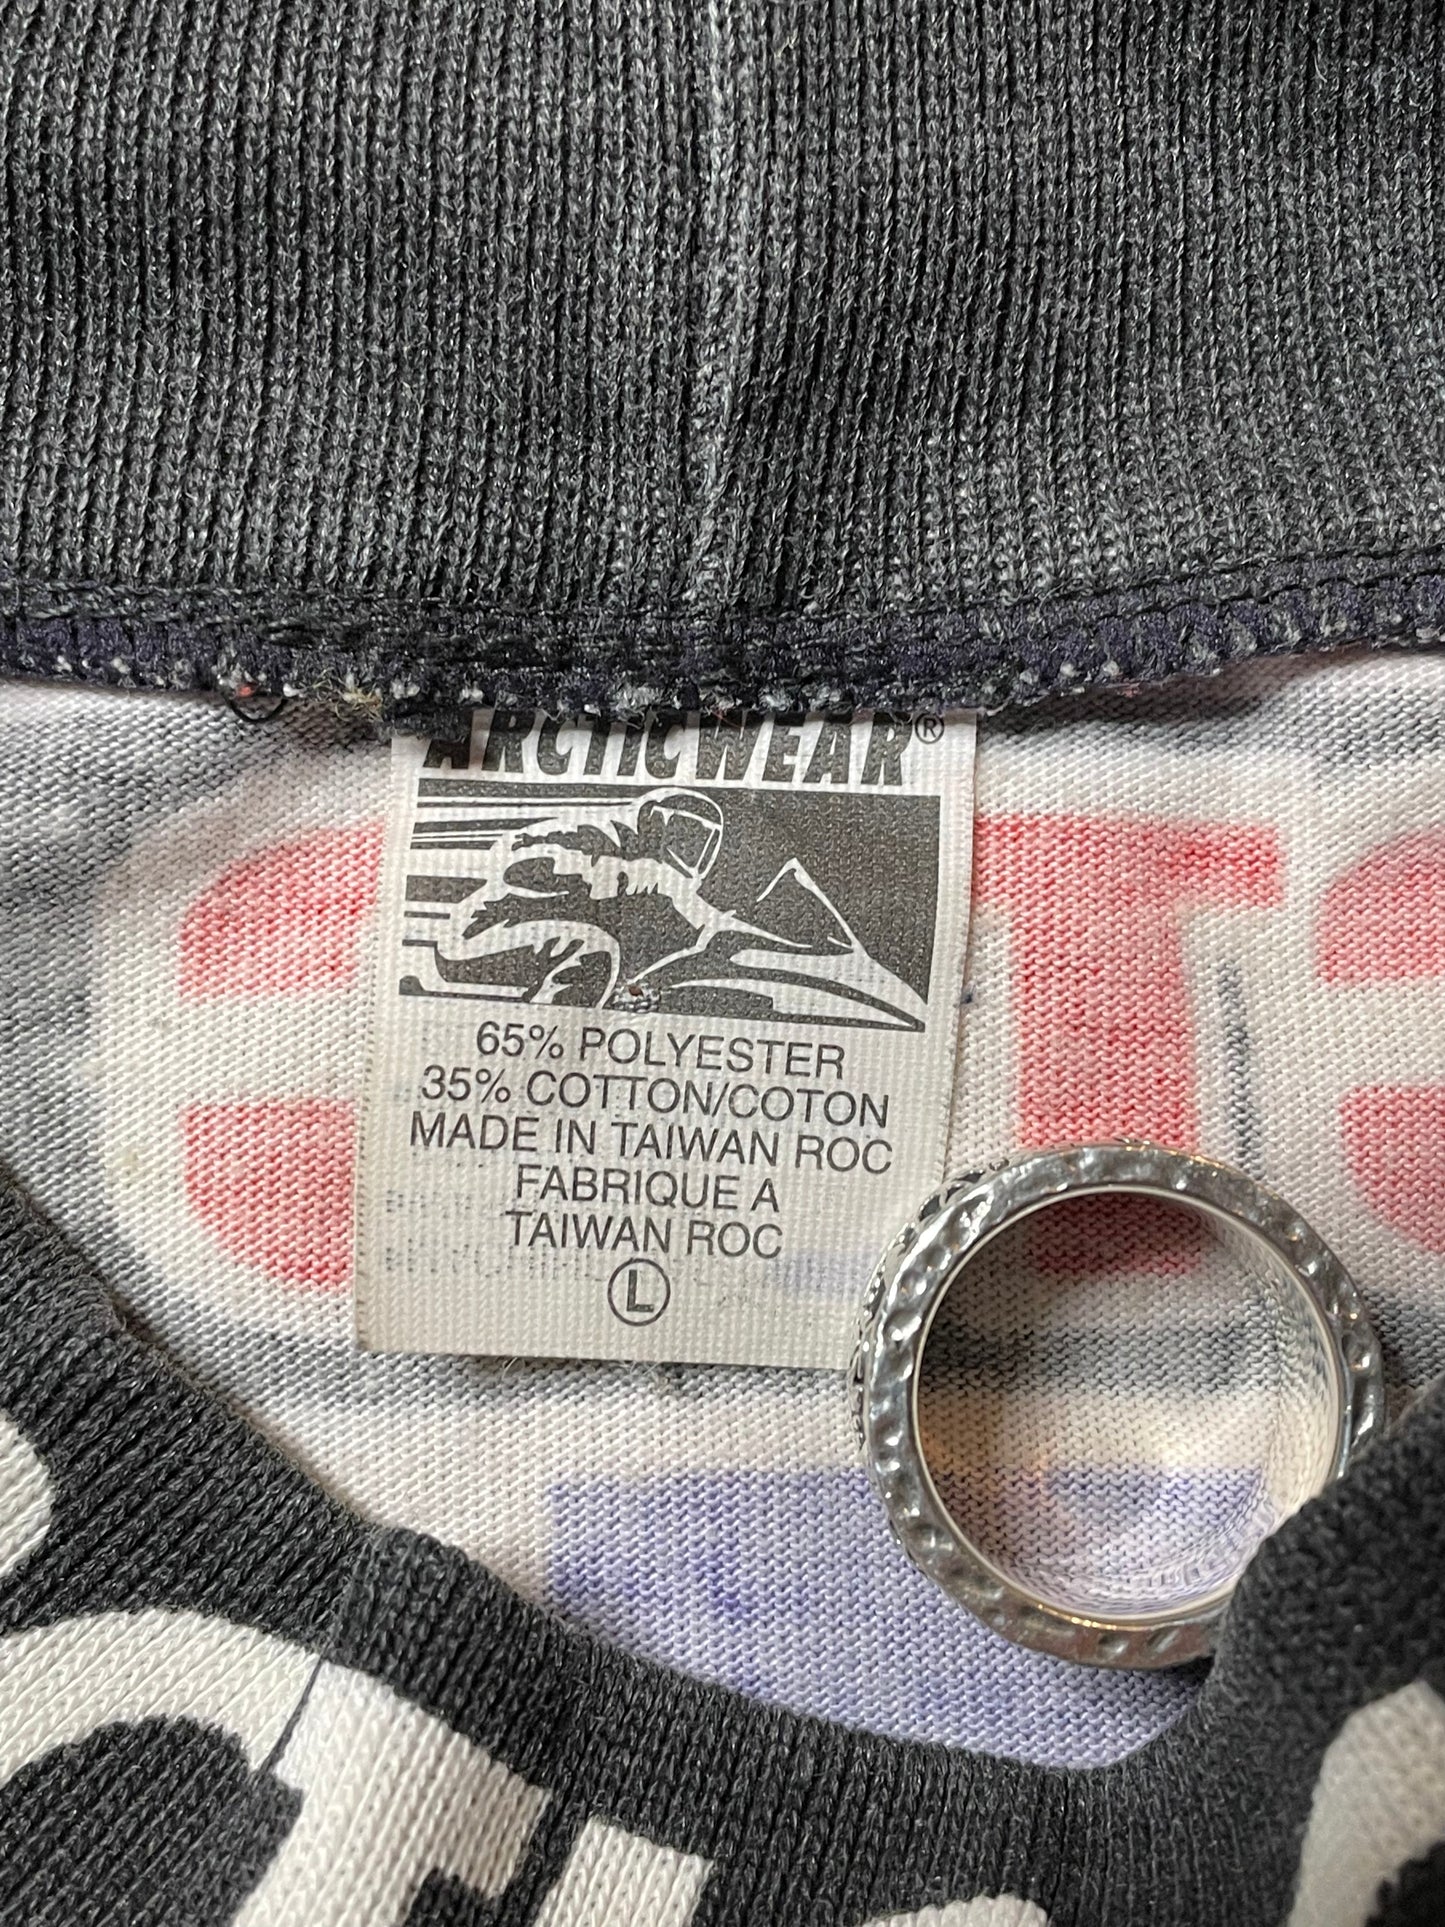 ARCTICWEAR®
65% POLYESTER
35% COTTON/COTON
MADE IN TAIWAN ROC
FABRIQUE A
TAIWAN ROC
L